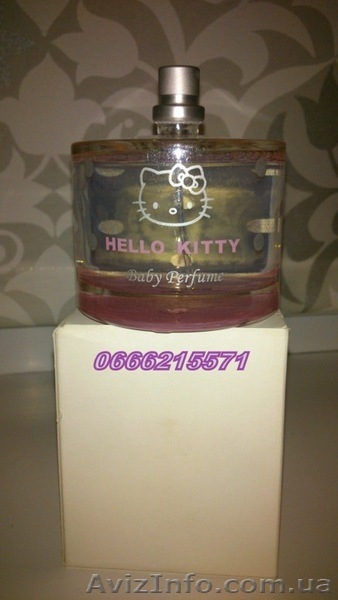 HELLO KITTY
Baby Perfume
0666215571
AvizInfo.com.ua